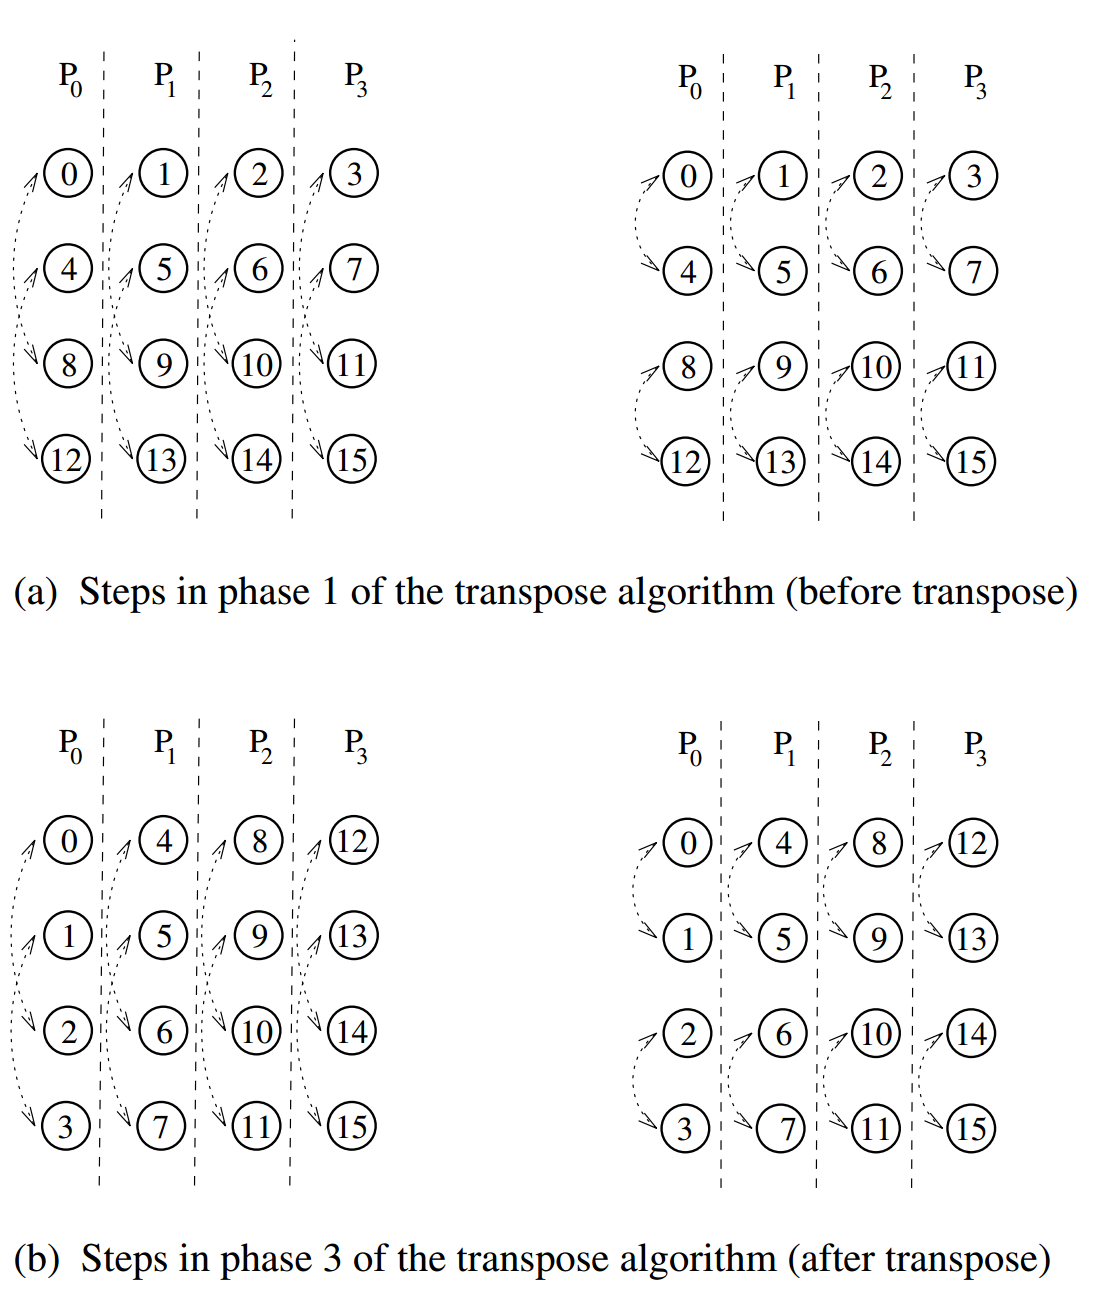 P0 P1 P2 P3 P0 P1 P2 P3
0 1 2 3 0 1 2 3
4 5 6 7 4 5 6 7
8 9 10 11 8 9 10 11
12 13 14 15 12 13 14 15
(a) Steps in phase 1 of the transpose algorithm (before transpose)
P0 P1 P2 P3 P0 P1 P2 P3
0 4 8 12 0 4 8 12
1 5 9 13 1 5 9 13
2 6 10 14 2 6 10 14
3 7 11 15 3 7 11 15
(b) Steps in phase 3 of the transpose algorithm (after transpose)